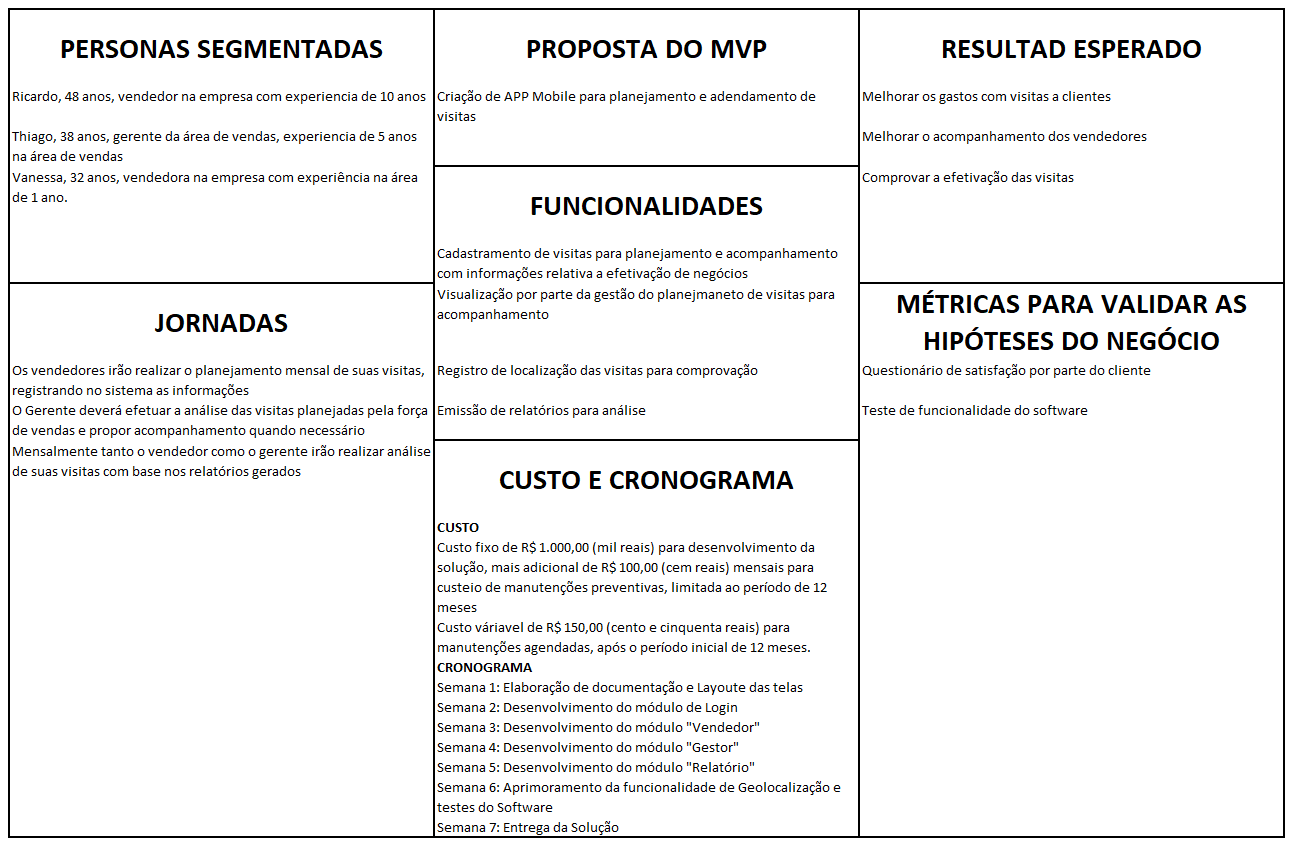 PERSONAS SEGMENTADAS
Ricardo, 48 anos, vendedor na empresa com experiencia de 10 anos
Thiago, 38 anos, gerente da área de vendas, experiencia de 5 anos
na área de vendas
Vanessa, 32 anos, vendedora na empresa com experiência na área
de 1 ano.
JORNADAS
Os vendedores irão realizar o planejamento mensal de suas visitas,
registrando no sistema as informações
O Gerente deverá efetuar a análise das visitas planejadas pela força
de vendas e propor acompanhamento quando necessário
Mensalmente tanto o vendedor como o gerente irão realizar análise
de suas visitas com base nos relatórios gerados
PROPOSTA DO MVP
Criação de APP Mobile para planejamento e adendamento de
visitas
FUNCIONALIDADES
Cadastramento de visitas para planejamento e acompanhamento
com informações relativa a efetivação de negócios
Visualização por parte da gestão do planejmaneto de visitas para
acompanhamento
Registro de localização das visitas para comprovação
Emissão de relatórios para análise
CUSTO E CRONOGRAMA
CUSTO
Custo fixo de R$ 1.000,00 (mil reais) para desenvolvimento da
solução, mais adicional de R$ 100,00 (cem reais) mensais para
custeio de manutenções preventivas, limitada ao período de 12
meses
Custo váriavel de R$ 150,00 (cento e cinquenta reais) para
manutenções agendadas, após o período inicial de 12 meses.
CRONOGRAMA
Semana 1: Elaboração de documentação e Layoute das telas
Semana 2: Desenvolvimento do módulo de Login
Semana 3: Desenvolvimento do módulo "Vendedor"
Semana 4: Desenvolvimento do módulo "Gestor"
Semana 5: Desenvolvimento do módulo "Relatório"
Semana 6: Aprimoramento da funcionalidade de Geolocalização e
testes do Software
Semana 7: Entrega da Solução
RESULTAD ESPERADO
Melhorar os gastos com visitas a clientes
Melhorar o acompanhamento dos vendedores
Comprovar a efetivação das visitas
MÉTRICAS PARA VALIDAR AS
HIPÓTESES DO NEGÓCIO
Questionário de satisfação por parte do cliente
Teste de funcionalidade do software